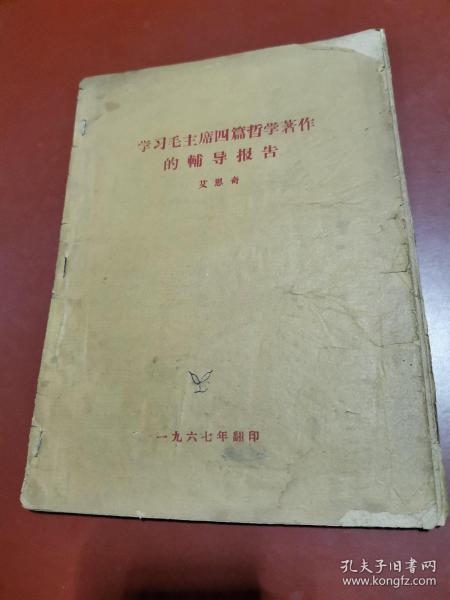 学习毛主席四篇哲学著作
的輔导报告
艾思奇
一九六七年翻印
孔夫子旧书网
www.kongfz.com